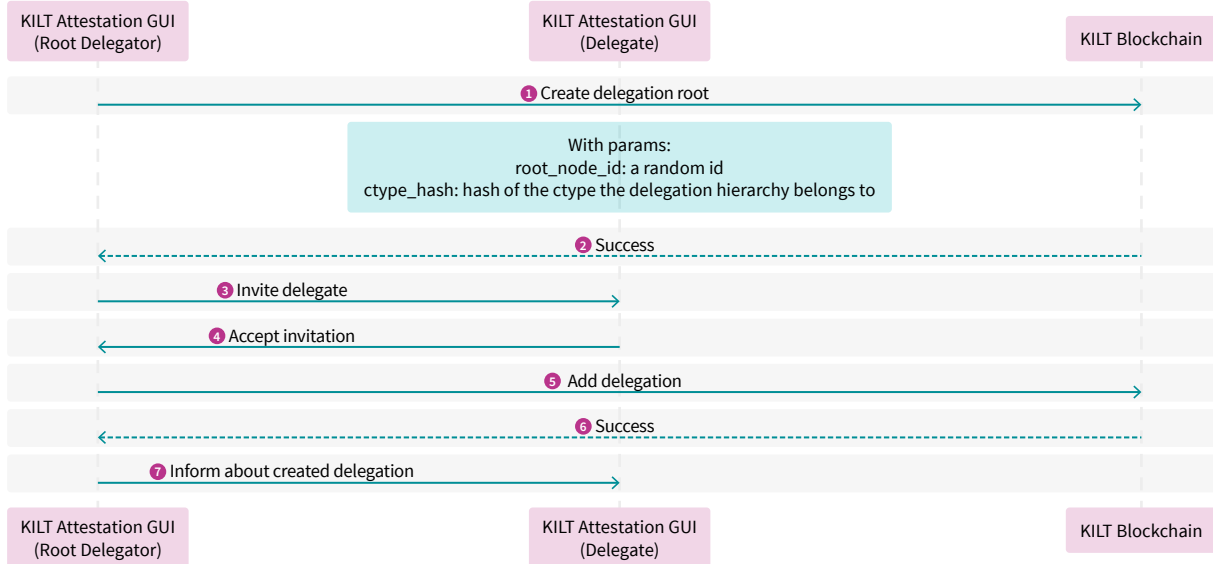 KILT Attestation GUI
(Root Delegator)
KILT Attestation GUI
(Delegate)
KILT Blockchain
1 Create delegation root
With params:
root_node_id: a random id
ctype_hash: hash of the ctype the delegation hierarchy belongs to
2 Success
3 Invite delegate
4 Accept invitation
5 Add delegation
6 Success
7 Inform about created delegation
KILT Attestation GUI
(Root Delegator)
KILT Attestation GUI
(Delegate)
KILT Blockchain